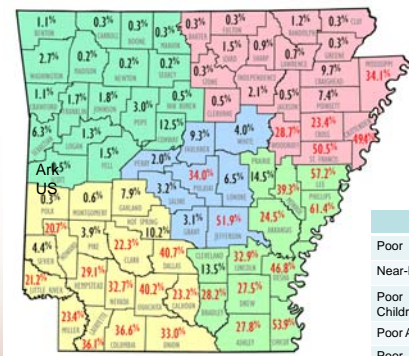 1.1% 0.3% 0.3% 0.3% 0.3% 0.3% 1.2% 0.3%
BENTON CARROLL BOONE MARION BAXTER FULTON RANDOLPH CLAY
2.7% 0.2% 0.2% 0.2% 0.3% 1.5% 0.9% 0.7% 0.3%
WASHINGTON MADISON NEWTON SEARCY STONE IZARD SHARP LAWRENCE GREENE
9.7% MISSISSIPPI
CRAIGHEAD 34.1%
1.1% 1.7% 1.8% 3.0% 0.5% 0.5% 2.1% 0.5% 7.4%
CRAWFORD FRANKLIN JOHNSON POPE VAN BUREN CLEBURNE INDEPENDENCE JACKSON POINSETT
6.3% 1.3% 12.5% 9.3% 4.0% 28.7% 23.4% CRITTENDEN
LOGAN CONWAY FAULKNER WHITE WOODRUFF CROSS 49.4%
50.5%
ST. FRANCIS
Ark
US
1.5% 2.0% 34.0% 6.5% PRAIRIE 14.5% 57.2%
YELL PERRY PULASKI LONOKE LEE
0.3% 0.6% 7.9% 3.2% 39.3% PHILLIPS
POLK MONTGOMERY GARLAND SALINE 61.4%
HOT SPRING 10.2% 3.1% 51.9% 24.5%
GRANT JEFFERSON ARKANSAS
4.4% 20.7% 3.9% 22.3% 40.7% CLEVELAND 32.9%
SEVIER HOWARD PIKE CLARK DALLAS 13.5% LINCOLN 46.8%
21.2% 29.1% 32.7% 40.2% 23.2% 28.2% 27.5%
LITTLE RIVER HEMPSTEAD NEVADA OUACHITA CALHOUN BRADLEY DREW
23.4% 36.6% 33.0% 27.8% 53.9%
MILLER COLUMBIA UNION ASHLEY CHICOT
36.1%
Poor
Poor